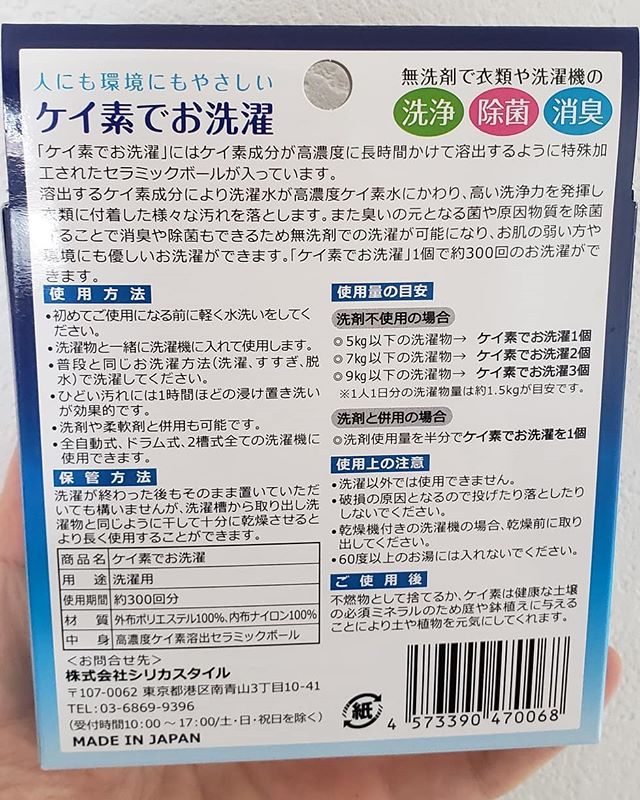 人にも環境にもやさしい
ケイ素でお洗濯
無洗剤で衣類や洗濯機の
洗浄 除菌 消臭
「ケイ素でお洗濯」にはケイ素成分が高濃度に長時間かけて溶出するように特殊加
工されたセラミックボールが入っています。
溶出するケイ素成分により洗濯水が高濃度ケイ素水にかわり、高い洗浄力を発揮し
衣類に付着した様々な汚れを落とします。また臭いの元となる菌や原因物質を除菌
することで消臭や除菌もできるため無洗剤での洗濯が可能になり、お肌の弱い方や
環境にも優しいお洗濯ができます。「ケイ素でお洗濯」1個で約300回のお洗濯がで
きます。
使用方法
•初めてご使用になる前に軽く水洗いをしてく
ださい。
•洗濯物と一緒に洗濯機に入れて使用します。
•普段と同じお洗濯方法(洗濯、すすぎ、脱
水)で洗濯してください。
•ひどい汚れには1時間ほどの浸け置き洗い
が効果的です。
•洗剤や柔軟剤と併用も可能です。
•全自動式、ドラム式、2槽式全ての洗濯機に
使用できます。
保管方法
洗濯が終わった後もそのまま置いていただ
いても構いませんが、洗濯槽から取り出し洗
濯物と同じように干して十分に乾燥させると
より長く使用することができます。
商品名 ケイ素でお洗濯
用途 洗濯用
使用期間 約300回分
材質 外布ポリエステル100%、内布ナイロン100%
中身 高濃度ケイ素溶出セラミックボール
<お問合せ先>
株式会社シリカスタイル
〒107-0062 東京都港区南青山3丁目10-41
TEL:03-6869-9396
(受付時間10:00~17:00/土・日・祝日を除く)
MADE IN JAPAN
使用量の目安
洗剤不使用の場合
◎5kg以下の洗濯物→ ケイ素でお洗濯1個
◎7kg以下の洗濯物→ ケイ素でお洗濯2個
◎9kg以下の洗濯物→ ケイ素でお洗濯3個
※1人1日分の洗濯物量は約1.5kgが目安です。
洗剤と併用の場合
◎洗剤使用量を半分でケイ素でお洗濯を1個
使用上の注意
•洗濯以外では使用できません。
•破損の原因となるので投げたり落としたり
しないでください。
•乾燥機付きの洗濯機の場合、乾燥前に取り
出してください。
•60度以上のお湯には入れないでください。
ご使用後
不燃物として捨てるか、ケイ素は健康な土壌
の必須ミネラルのため庭や鉢植えに与える
ことにより土や植物を元気にしてくれます。
紙
4 573390 470068